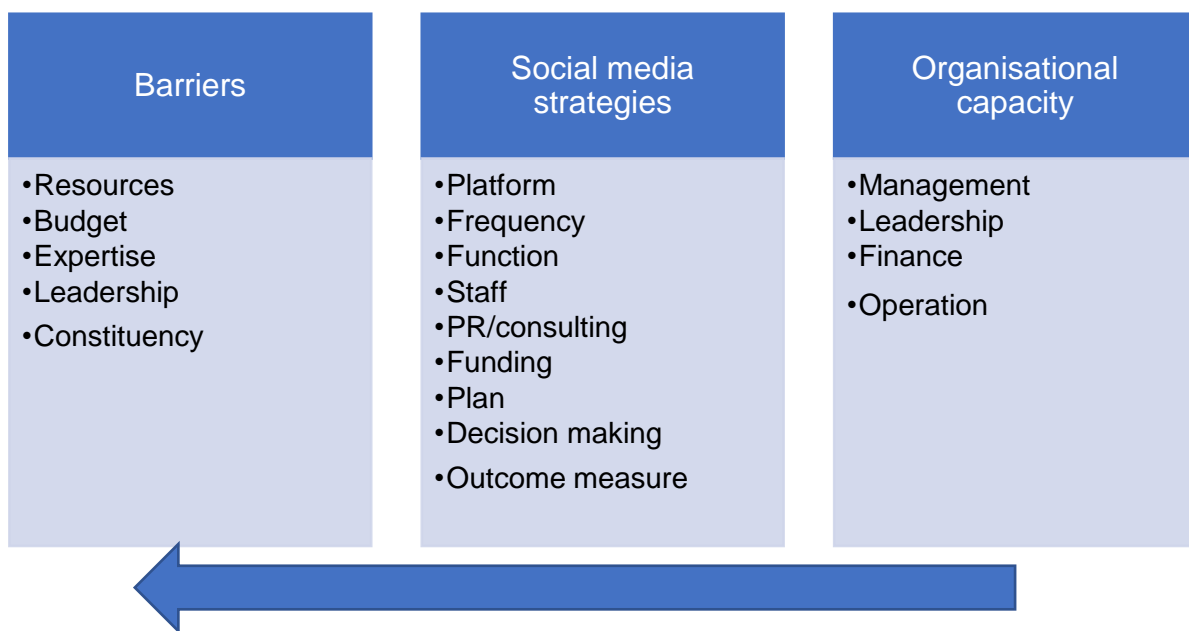 Barriers
•Resources
•Budget
•Expertise
•Leadership
•Constituency
Social media
strategies
•Platform
•Frequency
•Function
•Staff
•PR/consulting
•Funding
•Plan
•Decision making
•Outcome measure
Organisational
capacity
•Management
•Leadership
•Finance
•Operation